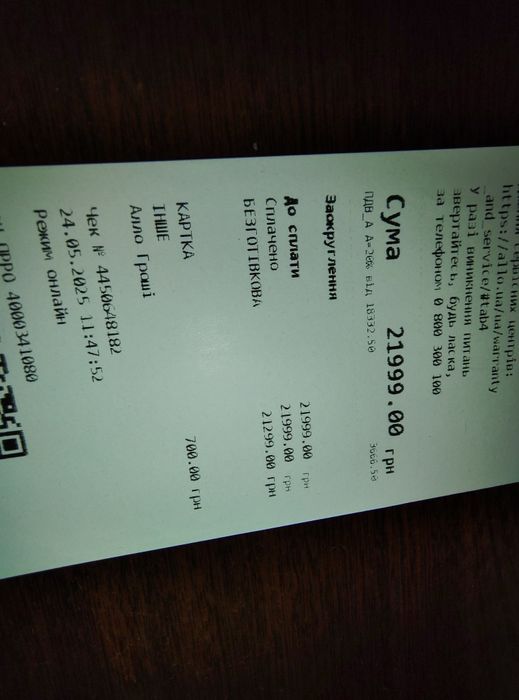 сервісних центрів:
https://allo.ua/ua/warranty
_and_service/#tab4
У разі виникнення питань
звертайтесь, будь ласка,
за телефоном 0 800 300 100
Сума 21999.00 грн
ПДВ_А А=20% від 18332.50 3666.50
Заокруглення
До сплати 21999.00 грн
Сплачено 21999.00 грн
БЕЗГОТІВКОВА 21299.00 грн
КАРТКА
ІНШЕ 700.00 грн
Алло Гроші
Чек № 4450648182
24.05.2025 11:47:52
Режим онлайн
ПРРО 4000341080